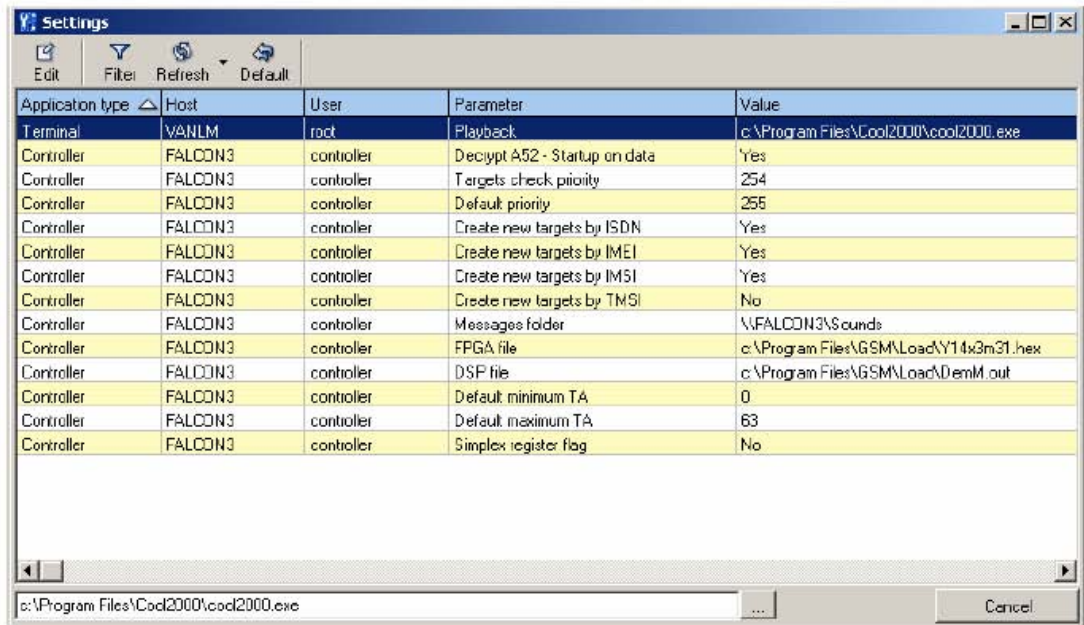 Settings
Edit Filter Refresh Default
Application type Host User Parameter Value
Terminal VANLM root Playback c:\Program Files\Cool2000\cool2000.exe
Controller FALCON3 controller Decrypt A52 - Startup on data Yes
Controller FALCON3 controller Targets check priority 254
Controller FALCON3 controller Default priority 255
Controller FALCON3 controller Create new targets by ISDN Yes
Controller FALCON3 controller Create new targets by IMEI Yes
Controller FALCON3 controller Create new targets by IMSI Yes
Controller FALCON3 controller Create new targets by TMSI No
Controller FALCON3 controller Messages folder \\FALCON3\Sounds
Controller FALCON3 controller FPGA file c:\Program Files\GSM\Load\Y14x3m31.hex
Controller FALCON3 controller DSP file c:\Program Files\GSM\Load\DemM.out
Controller FALCON3 controller Default minimum TA 0
Controller FALCON3 controller Default maximum TA 63
Controller FALCON3 controller Simplex register flag No
c:\Program Files\Cool2000\cool2000.exe ... Cancel